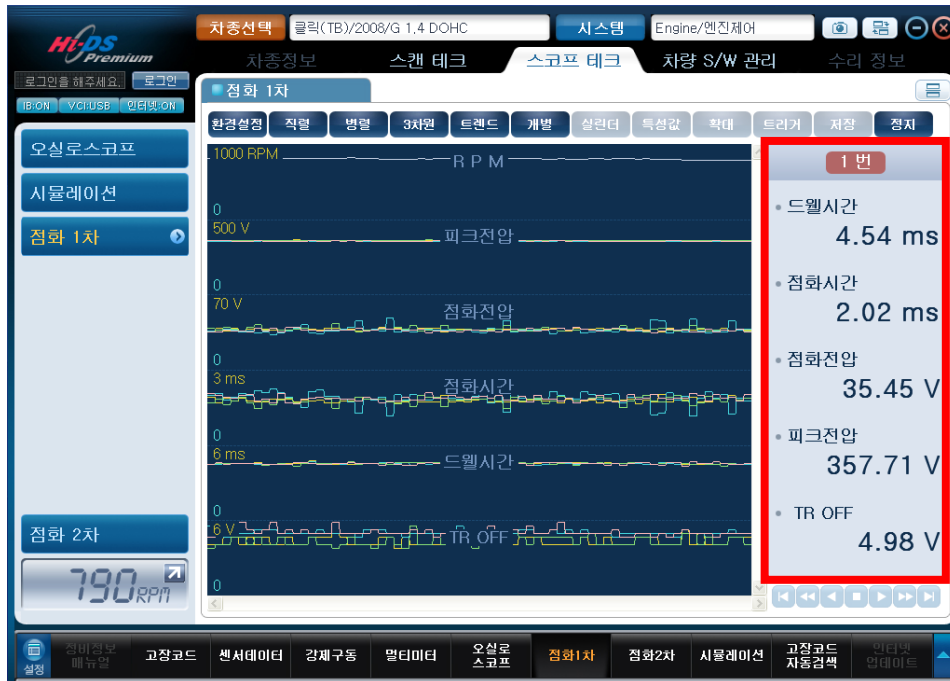 Hi-DS
Premium
차종선택 클릭(TB)/2008/G 1.4 DOHC 시스템 Engine/엔진제어
차종정보 스캔 테크 스코프 테크 차량 S/W 관리 수리 정보
로그인을 해주세요. 로그인
IB:ON VCI:USB 인터넷:ON
점화 1차
환경설정 직렬 병렬 3차원 트렌드 개별 실린더 특성값 확대 트리거 저장 정지
오실로스코프
시뮬레이션
점화 1차
점화 2차
790 RPM
1000 RPM
R P M
0
500 V
피크전압
0
70 V
점화전압
0
3 ms
점화시간
0
6 ms
드웰시간
0
6 V
TR OFF
0
1 번
드웰시간
4.54 ms
점화시간
2.02 ms
점화전압
35.45 V
피크전압
357.71 V
TR OFF
4.98 V
설정
정비정보
매뉴얼
고장코드
센서데이터
강제구동
멀티미터
오실로
스코프
점화1차
점화2차
시뮬레이션
고장코드
자동검색
인터넷
업데이트